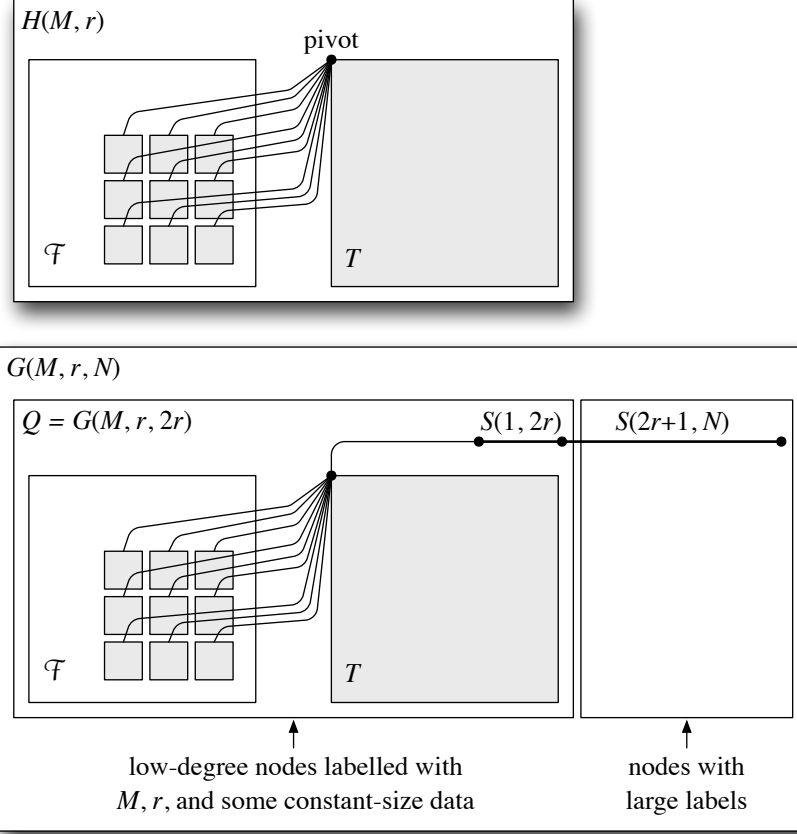 H(M, r)
pivot
ℱ
T
G(M, r, N)
Q = G(M, r, 2r)
S(1, 2r)
S(2r+1, N)
ℱ
T
low-degree nodes labelled with
M, r, and some constant-size data
nodes with
large labels